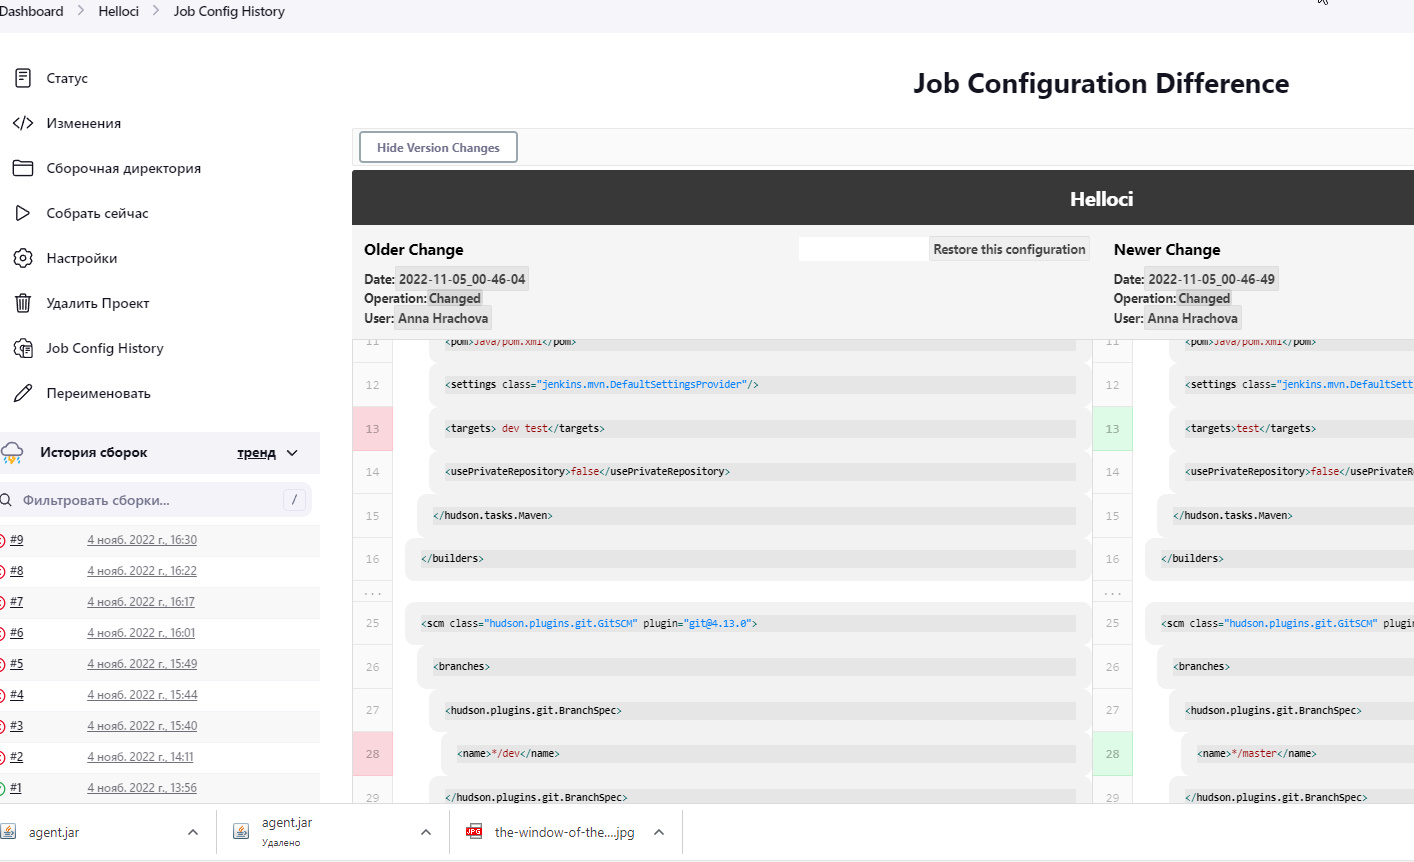 Dashboard > Helloci > Job Config History
Статус
Изменения
Сборочная директория
Собрать сейчас
Настройки
Удалить Проект
Job Config History
Переименовать
История сборок тренд
Фильтровать сборки... /
#9 4 нояб. 2022 г., 16:30
#8 4 нояб. 2022 г., 16:22
#7 4 нояб. 2022 г., 16:17
#6 4 нояб. 2022 г., 16:01
#5 4 нояб. 2022 г., 15:49
#4 4 нояб. 2022 г., 15:44
#3 4 нояб. 2022 г., 15:40
#2 4 нояб. 2022 г., 14:11
#1 4 нояб. 2022 г., 13:56
Job Configuration Difference
Hide Version Changes
Helloci
Older Change
Restore this configuration
Date: 2022-11-05_00-46-04
Operation: Changed
User: Anna Hrachova
Newer Change
Date: 2022-11-05_00-46-49
Operation: Changed
User: Anna Hrachova
11 <pom>Java/pom.xml</pom> 11 <pom>Java/pom.xml</pom>
12 <settings class="jenkins.mvn.DefaultSettingsProvider"/> 12 <settings class="jenkins.mvn.DefaultSett
13 <targets> dev test</targets> 13 <targets>test</targets>
14 <usePrivateRepository>false</usePrivateRepository> 14 <usePrivateRepository>false</usePrivateR
15 </hudson.tasks.Maven> 15 </hudson.tasks.Maven>
16 </builders> 16 </builders>
... ...
25 <scm class="hudson.plugins.git.GitSCM" plugin="git@4.13.0"> 25 <scm class="hudson.plugins.git.GitSCM" plugin
26 <branches> 26 <branches>
27 <hudson.plugins.git.BranchSpec> 27 <hudson.plugins.git.BranchSpec>
28 <name>*/dev</name> 28 <name>*/master</name>
29 </hudson.plugins.git.BranchSpec> 29 </hudson.plugins.git.BranchSpec>
agent.jar
agent.jar
Удалено
JPG
the-window-of-the....jpg